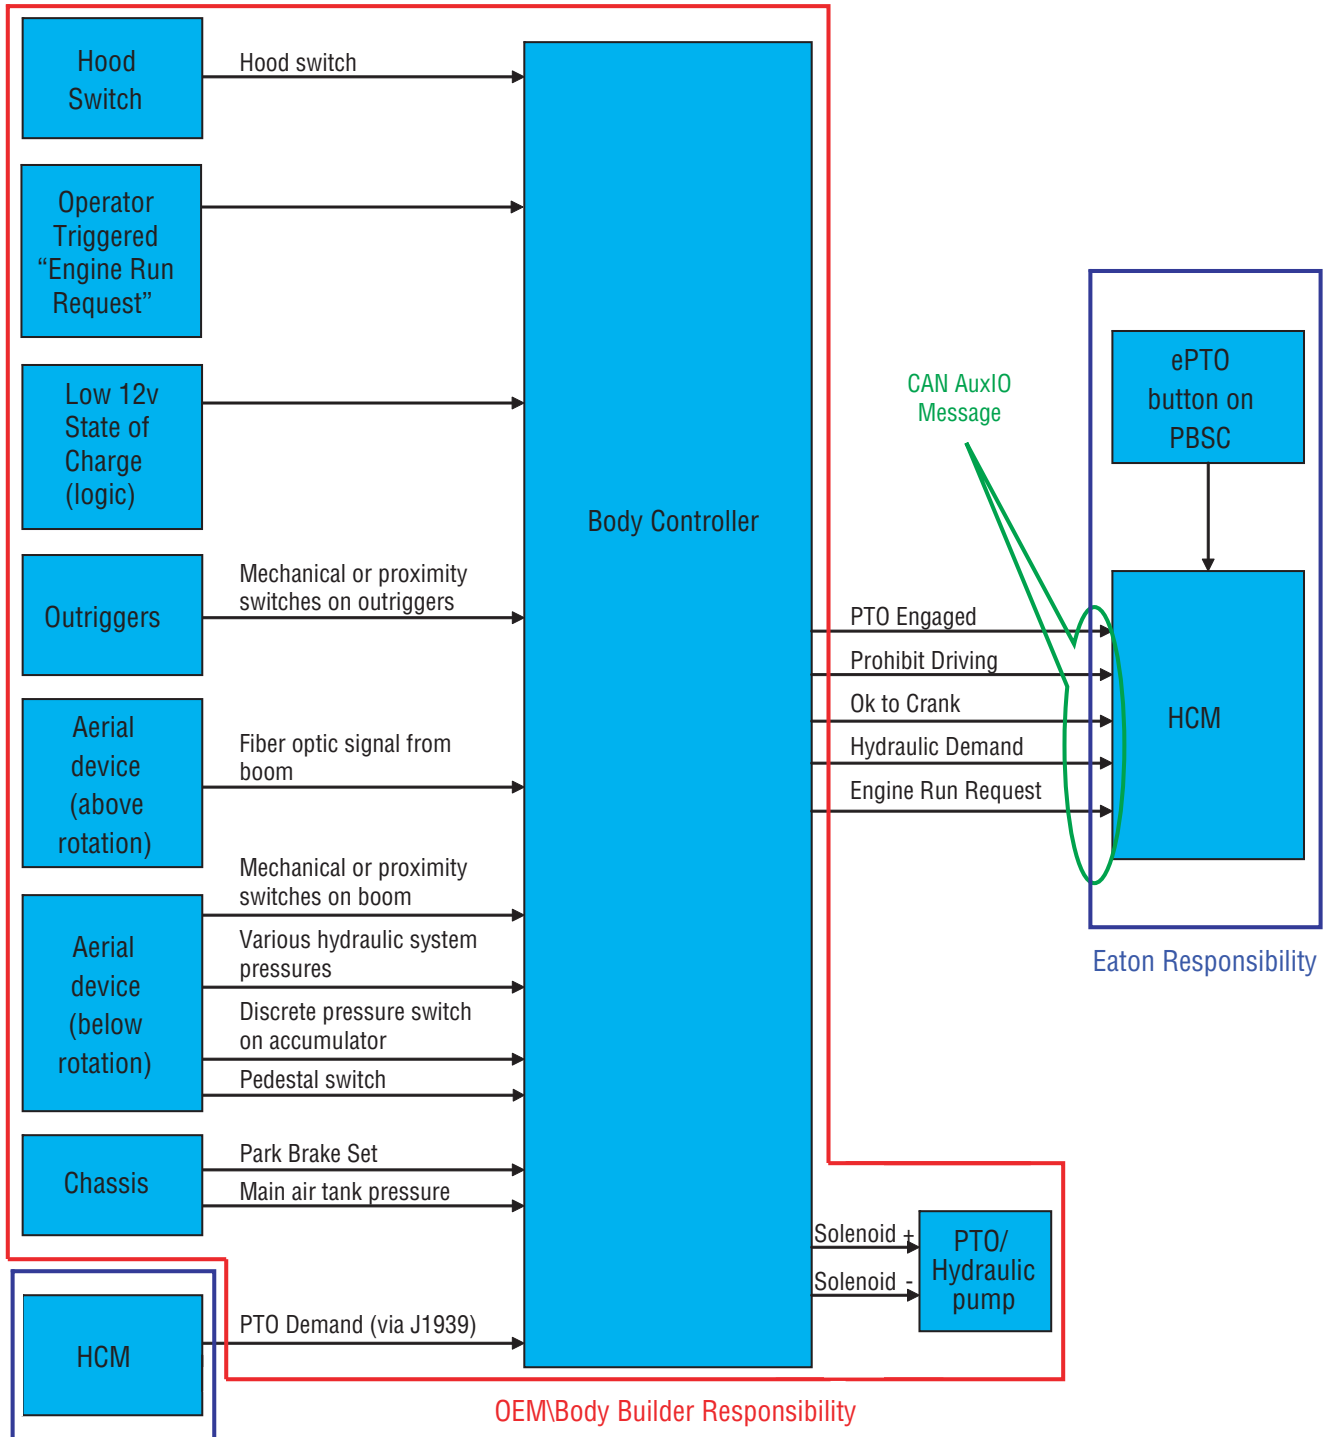 Hood
Switch
Hood switch
Operator
Triggered
“Engine Run
Request”
Low 12v
State of
Charge
(logic)
Outriggers
Mechanical or proximity
switches on outriggers
Aerial
device
(above
rotation)
Fiber optic signal from
boom
Aerial
device
(below
rotation)
Mechanical or proximity
switches on boom
Various hydraulic system
pressures
Discrete pressure switch
on accumulator
Pedestal switch
Chassis
Park Brake Set
Main air tank pressure
HCM
PTO Demand (via J1939)
Body Controller
PTO Engaged
Prohibit Driving
Ok to Crank
Hydraulic Demand
Engine Run Request
CAN AuxIO
Message
ePTO
button on
PBSC
HCM
Eaton Responsibility
Solenoid +
Solenoid -
PTO/
Hydraulic
pump
OEM\Body Builder Responsibility